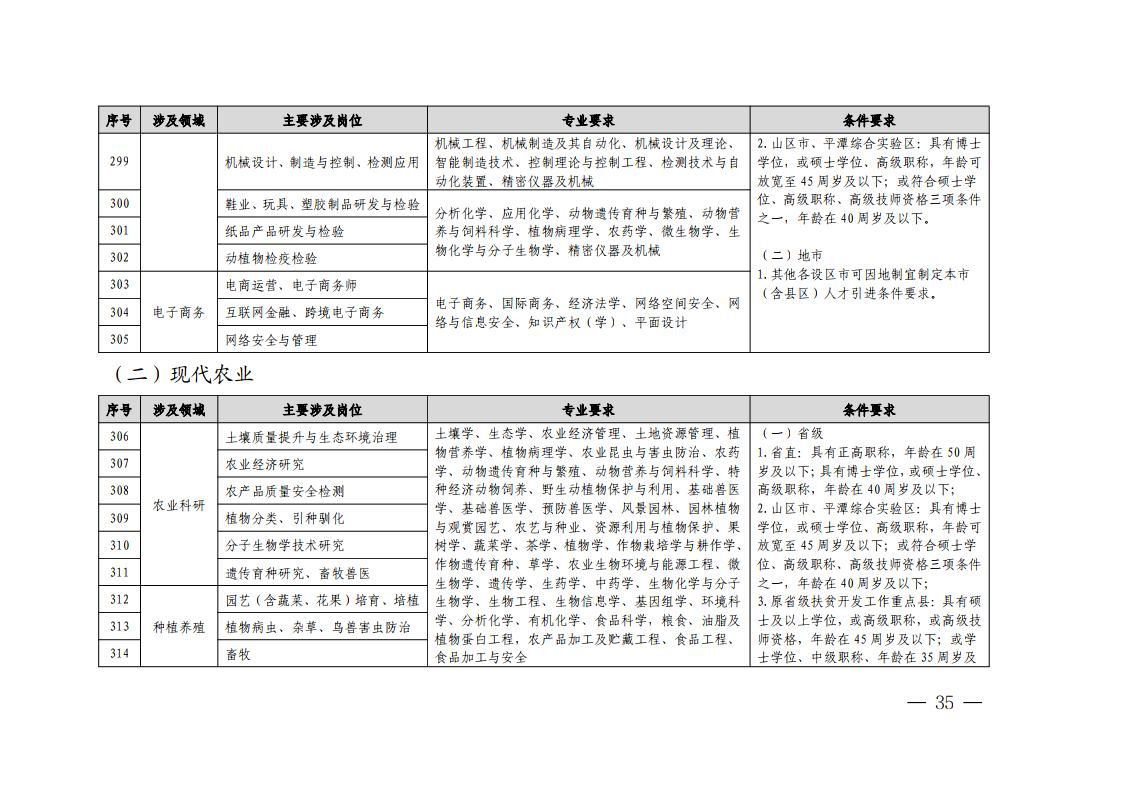 序号 涉及领域 主要涉及岗位 专业要求 条件要求
299 机械设计、制造与控制、检测应用
机械工程、机械制造及其自动化、机械设计及理论、
智能制造技术、控制理论与控制工程、检测技术与自
动化装置、精密仪器及机械
300 鞋业、玩具、塑胶制品研发与检验
301 纸品产品研发与检验
302 动植物检疫检验
分析化学、应用化学、动物遗传育种与繁殖、动物营
养与饲料科学、植物病理学、农药学、微生物学、生
物化学与分子生物学、精密仪器及机械
303 电商运营、电子商务师
304 电子商务 互联网金融、跨境电子商务
305 网络安全与管理
电子商务、国际商务、经济法学、网络空间安全、网
络与信息安全、知识产权（学）、平面设计
2.山区市、平潭综合实验区：具有博士
学位，或硕士学位、高级职称，年龄可
放宽至 45 周岁及以下；或符合硕士学
位、高级职称、高级技师资格三项条件
之一，年龄在 40 周岁及以下。
（二）地市
1.其他各设区市可因地制宜制定本市
（含县区）人才引进条件要求。
（二）现代农业
序号 涉及领域 主要涉及岗位 专业要求 条件要求
306 土壤质量提升与生态环境治理
307 农业经济研究
308 农产品质量安全检测
农业科研
309 植物分类、引种驯化
310 分子生物学技术研究
311 遗传育种研究、畜牧兽医
312 园艺（含蔬菜、花果）培育、培植
313 种植养殖 植物病虫、杂草、鸟兽害虫防治
314 畜牧
土壤学、生态学、农业经济管理、土地资源管理、植
物营养学、植物病理学、农业昆虫与害虫防治、农药
学、动物遗传育种与繁殖、动物营养与饲料科学、特
种经济动物饲养、野生动植物保护与利用、基础兽医
学、基础兽医学、预防兽医学、风景园林、园林植物
与观赏园艺、农艺与种业、资源利用与植物保护、果
树学、蔬菜学、茶学、植物学、作物栽培学与耕作学、
作物遗传育种、草学、农业生物环境与能源工程、微
生物学、遗传学、生药学、中药学、生物化学与分子
生物学、生物工程、生物信息学、基因组学、环境科
学、分析化学、有机化学、食品科学，粮食、油脂及
植物蛋白工程，农产品加工及贮藏工程、食品工程、
食品加工与安全
（一）省级
1.省直：具有正高职称，年龄在 50 周
岁及以下；具有博士学位，或硕士学位、
高级职称，年龄在 40 周岁及以下；
2.山区市、平潭综合实验区：具有博士
学位，或硕士学位、高级职称，年龄可
放宽至 45 周岁及以下；或符合硕士学
位、高级职称、高级技师资格三项条件
之一，年龄在 40 周岁及以下；
3.原省级扶贫开发工作重点县：具有硕
士及以上学位，或高级职称，或高级技
师资格，年龄在 45 周岁及以下；或学
士学位、中级职称、年龄在 35 周岁及
— 35 —